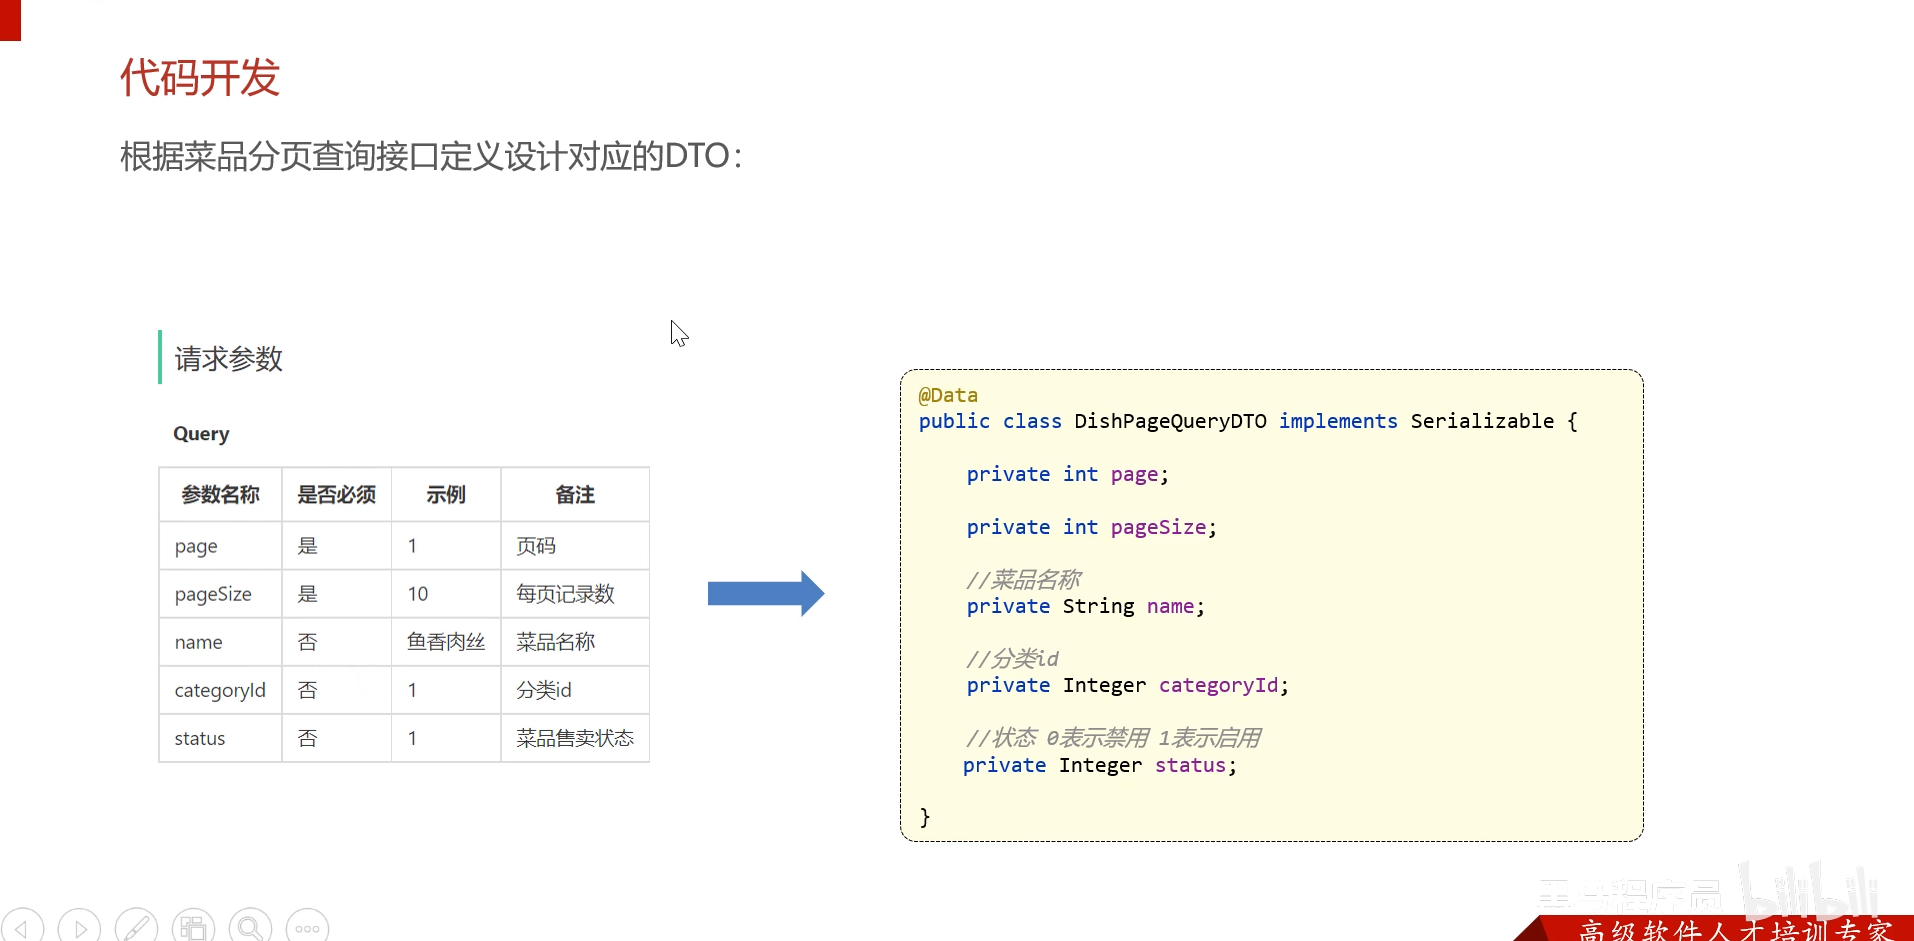 代码开发
根据菜品分页查询接口定义设计对应的DTO：
请求参数
Query
参数名称 是否必须 示例 备注
page 是 1 页码
pageSize 是 10 每页记录数
name 否 鱼香肉丝 菜品名称
categoryId 否 1 分类id
status 否 1 菜品售卖状态
@Data
public class DishPageQueryDTO implements Serializable {
private int page;
private int pageSize;
//菜品名称
private String name;
//分类id
private Integer categoryId;
//状态 0表示禁用 1表示启用
private Integer status;
}
黑马程序员 bilibili
高级软件人才培训专家